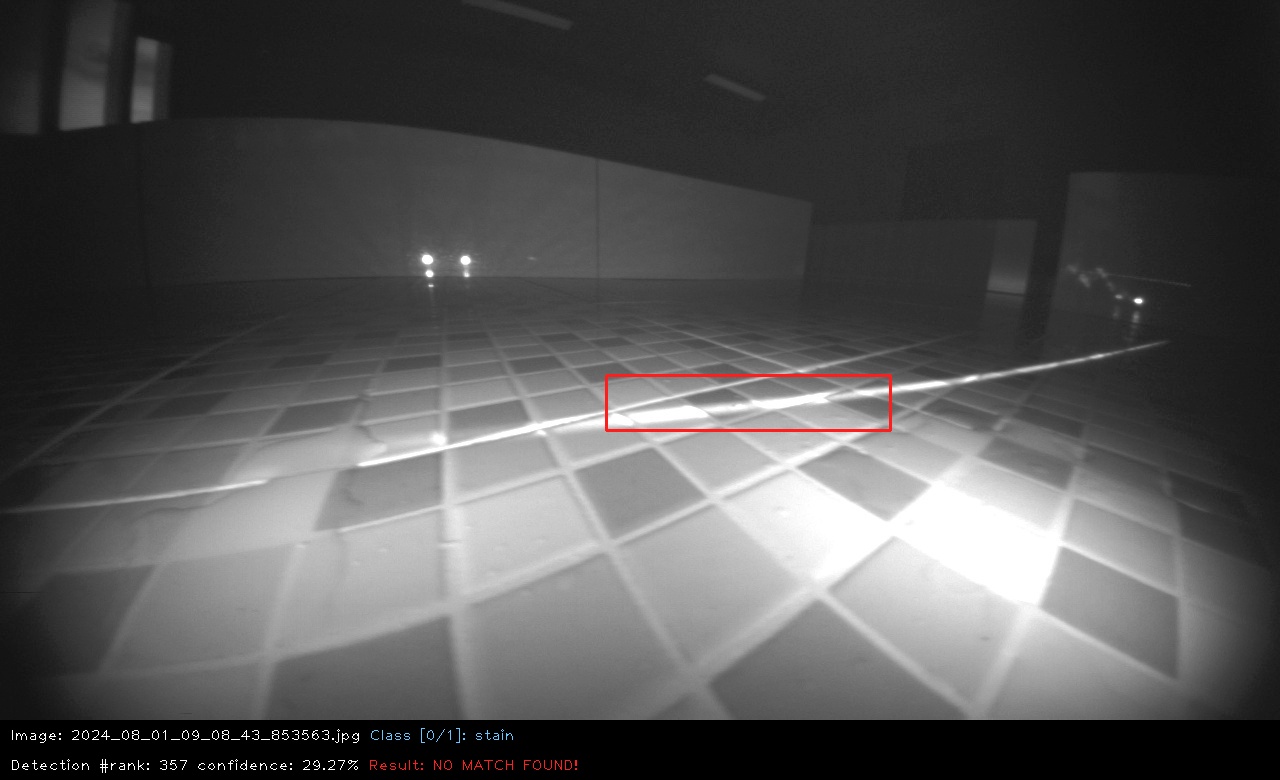 Image: 2024_08_01_09_08_43_853563.jpg Class [0/1]: stain
Detection #rank: 357 confidence: 29.27% Result: NO MATCH FOUND!